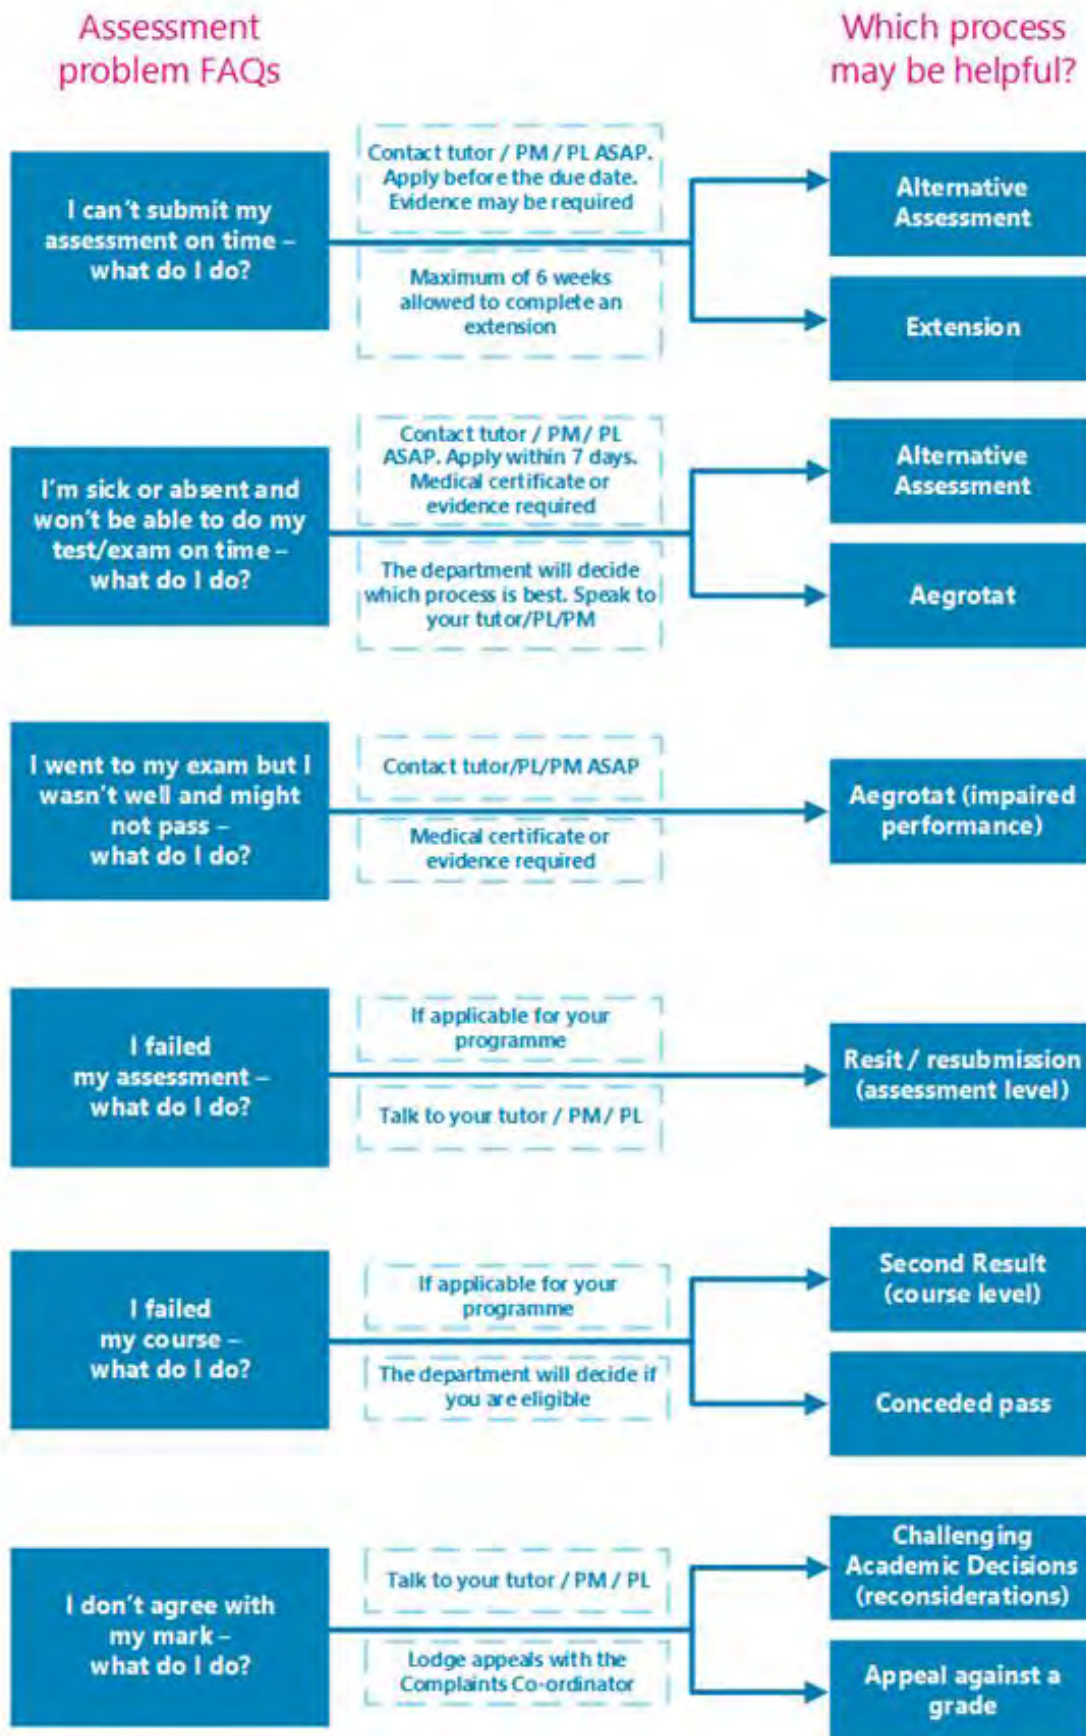 Assessment
problem FAQs
Which process
may be helpful?
I can't submit my
assessment on time –
what do I do?
Contact tutor / PM / PL ASAP.
Apply before the due date.
Evidence may be required
Maximum of 6 weeks
allowed to complete an
extension
Alternative
Assessment
Extension
I'm sick or absent and
won't be able to do my
test/exam on time –
what do I do?
Contact tutor / PM / PL
ASAP. Apply within 7 days.
Medical certificate or
evidence required
The department will decide
which process is best. Speak to
your tutor/PL/PM
Alternative
Assessment
Aegrotat
I went to my exam but I
wasn't well and might
not pass –
what do I do?
Contact tutor/PL/PM ASAP
Medical certificate or
evidence required
Aegrotat (impaired
performance)
I failed
my assessment –
what do I do?
If applicable for your
programme
Talk to your tutor / PM / PL
Resit / resubmission
(assessment level)
I failed
my course –
what do I do?
If applicable for your
programme
The department will decide if
you are eligible
Second Result
(course level)
Conceded pass
I don't agree with
my mark –
what do I do?
Talk to your tutor / PM / PL
Lodge appeals with the
Complaints Co-ordinator
Challenging
Academic Decisions
(reconsiderations)
Appeal against a
grade